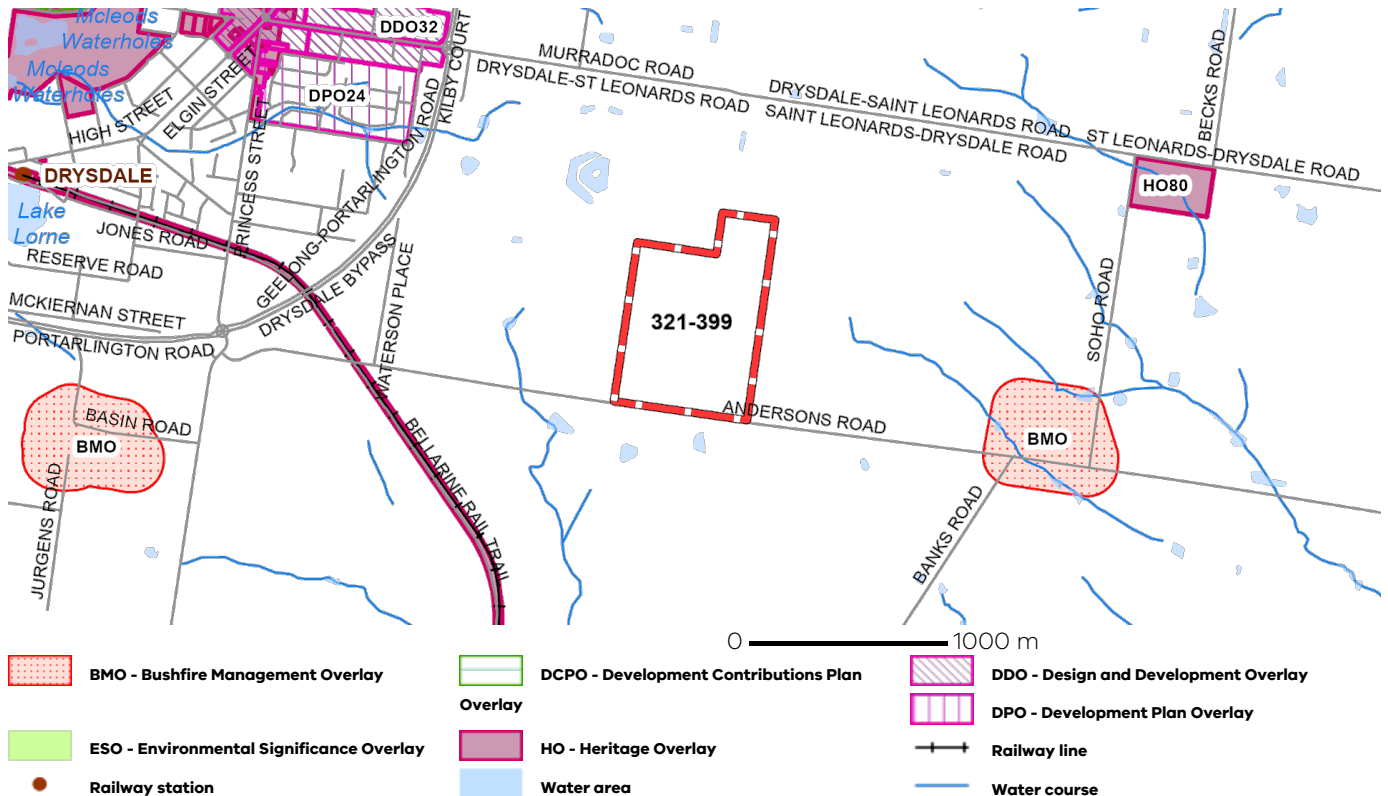 Mcleods
Waterholes
Mcleods
Waterholes
DDO32
KILBY COURT
ELGIN STREET
HIGH STREET
DPO24
PRINCESS STREET
MURRADOC ROAD
DRYSDALE-ST LEONARDS ROAD
DRYSDALE-SAINT LEONARDS ROAD
SAINT LEONARDS-DRYSDALE ROAD
ST LEONARDS-DRYSDALE ROAD
BECKS ROAD
HO80
DRYSDALE
Lake
Lorne
JONES ROAD
RESERVE ROAD
GEELONG-PORTARLINGTON ROAD
DRYSDALE BYPASS
MCKIERNAN STREET
PORTARLINGTON ROAD
WATERSON PLACE
321-399
SOHO ROAD
ANDERSONS ROAD
BASIN ROAD
BMO
BMO
JURGENS ROAD
BELLARINE RAIL TRAIL
BANKS ROAD
0 1000 m
BMO - Bushfire Management Overlay
DCPO - Development Contributions Plan
Overlay
DDO - Design and Development Overlay
DPO - Development Plan Overlay
ESO - Environmental Significance Overlay
HO - Heritage Overlay
Railway line
Railway station
Water area
Water course